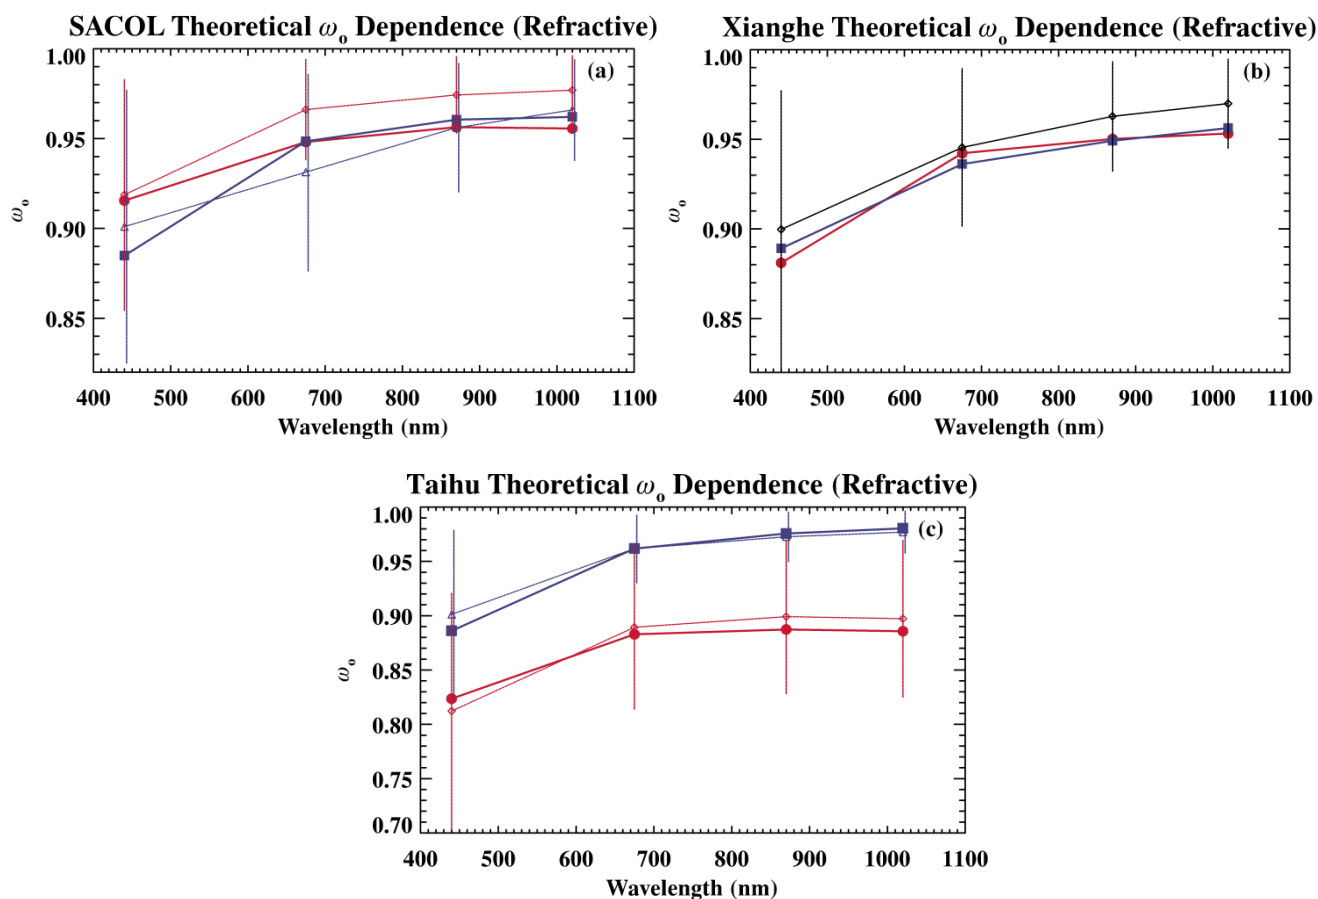 SACOL Theoretical ωo Dependence (Refractive)
1.00
(a)
0.95
0.90
0.85
ωo
400 500 600 700 800 900 1000 1100
Wavelength (nm)
Xianghe Theoretical ωo Dependence (Refractive)
1.00
(b)
0.95
0.90
0.85
ωo
400 500 600 700 800 900 1000 1100
Wavelength (nm)
Taihu Theoretical ωo Dependence (Refractive)
1.00
(c)
0.95
0.90
0.85
0.80
0.75
0.70
ωo
400 500 600 700 800 900 1000 1100
Wavelength (nm)